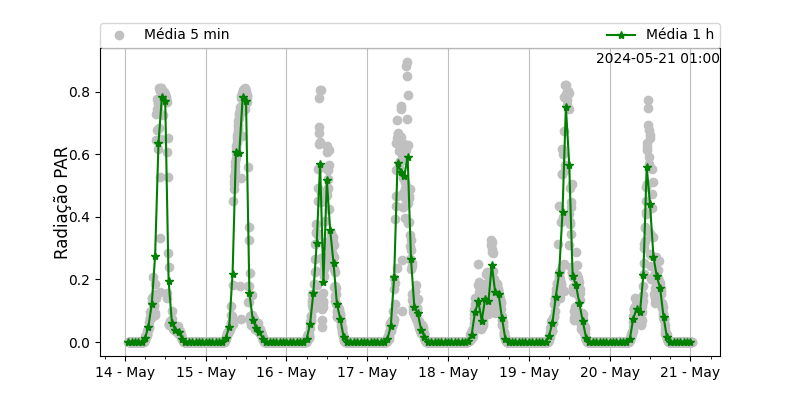 Média 5 min
Média 1 h
2024-05-21 01:00
Radiação PAR
0.8
0.6
0.4
0.2
0.0
14 - May
15 - May
16 - May
17 - May
18 - May
19 - May
20 - May
21 - May